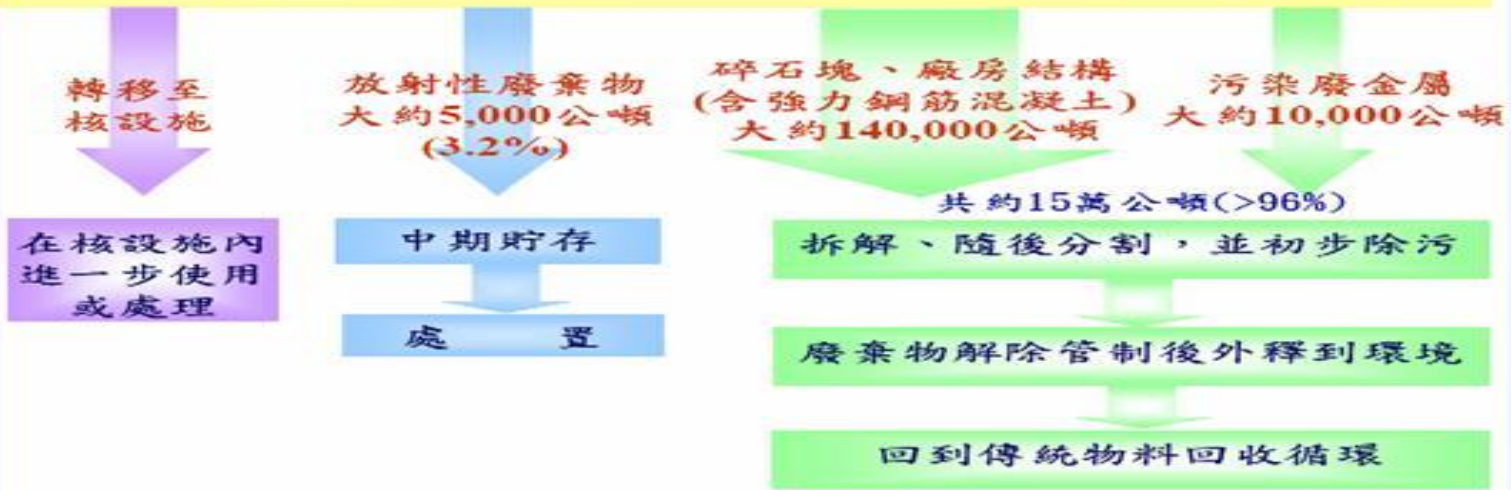 轉移至
核設施
放射性廢棄物
大約5,000公噸
(3.2%)
碎石塊、廠房結構
(含強力鋼筋混凝土)
大約140,000公噸
污染廢金屬
大約10,000公噸
共約15萬公噸(>96%)
在核設施內
進一步使用
或處理
中期貯存
處 置
拆解、隨後分割，並初步除污
廢棄物解除管制後外釋到環境
回到傳統物料回收循環